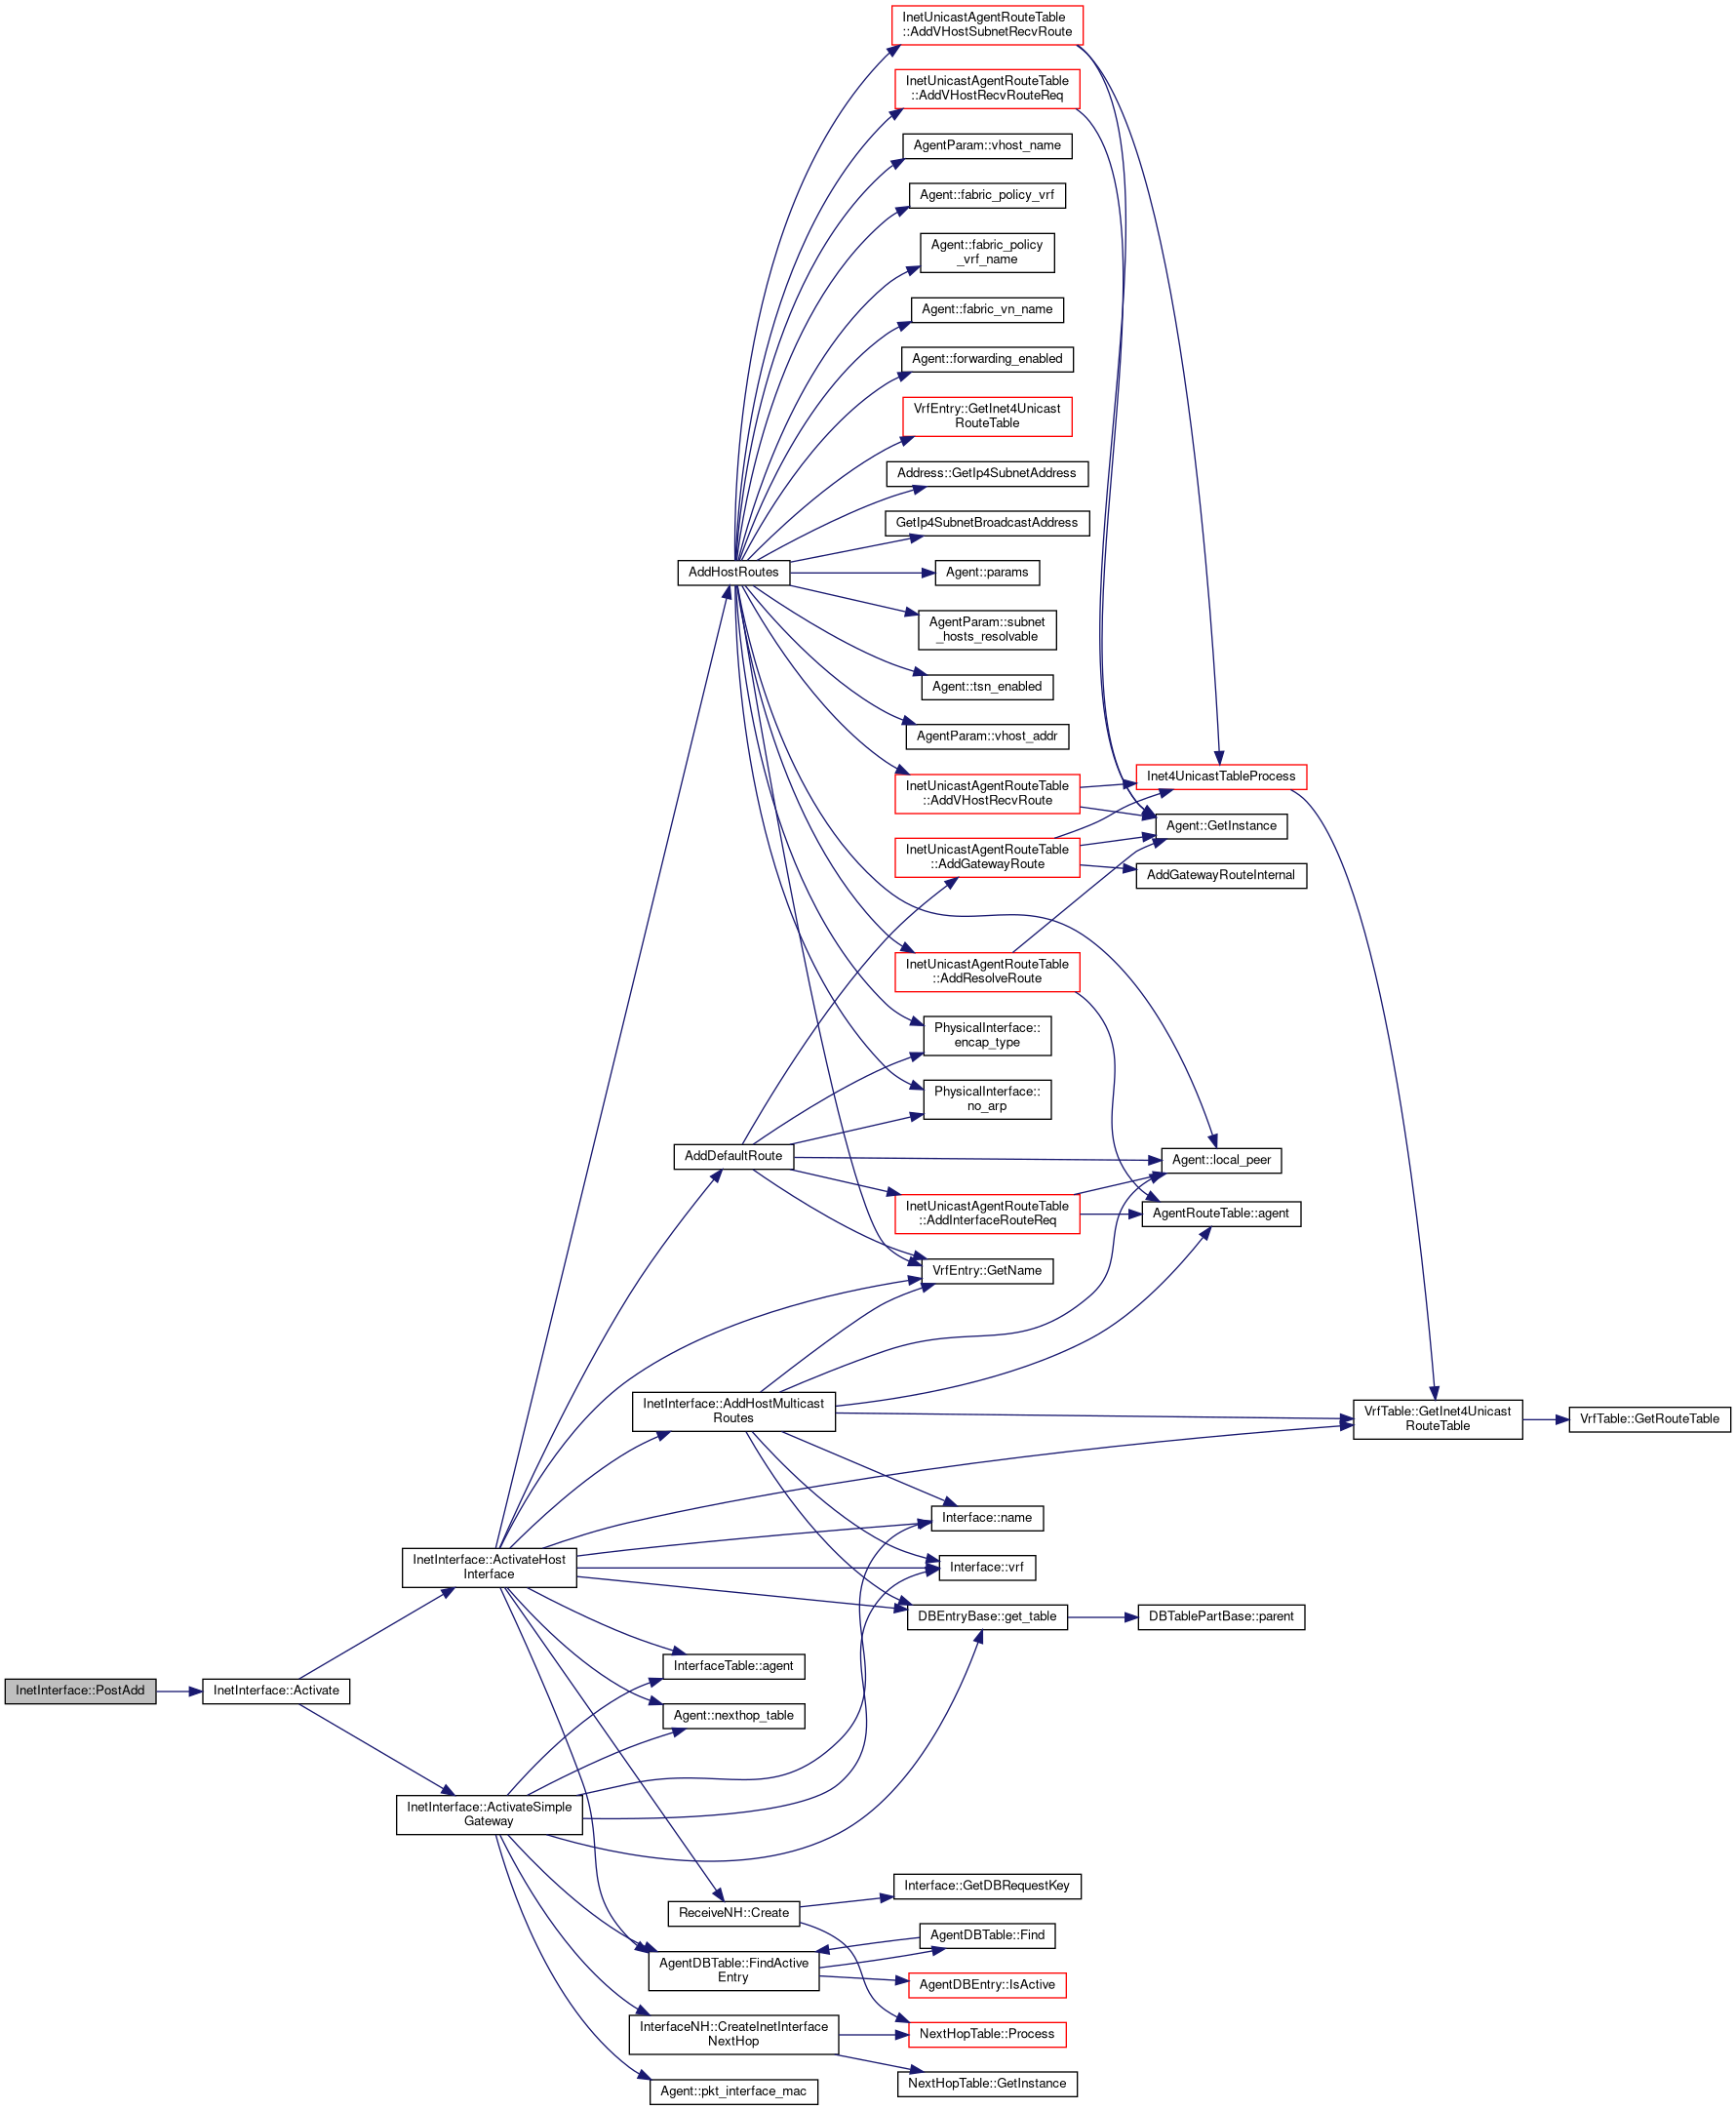 InetUnicastAgentRouteTable
::AddVHostSubnetRecvRoute
InetUnicastAgentRouteTable
::AddVHostRecvRouteReq
AgentParam::vhost_name
Agent::fabric_policy_vrf
Agent::fabric_policy
_vrf_name
Agent::fabric_vn_name
Agent::forwarding_enabled
VrfEntry::GetInet4Unicast
RouteTable
Address::GetIp4SubnetAddress
GetIp4SubnetBroadcastAddress
AddHostRoutes
Agent::params
AgentParam::subnet
_hosts_resolvable
Agent::tsn_enabled
AgentParam::vhost_addr
InetUnicastAgentRouteTable
::AddVHostRecvRoute
Inet4UnicastTableProcess
Agent::GetInstance
InetUnicastAgentRouteTable
::AddGatewayRoute
AddGatewayRouteInternal
InetUnicastAgentRouteTable
::AddResolveRoute
PhysicalInterface::
encap_type
PhysicalInterface::
no_arp
AddDefaultRoute
Agent::local_peer
InetUnicastAgentRouteTable
::AddInterfaceRouteReq
AgentRouteTable::agent
VrfEntry::GetName
InetInterface::AddHostMulticast
Routes
VrfTable::GetInet4Unicast
RouteTable
VrfTable::GetRouteTable
Interface::name
InetInterface::ActivateHost
Interface
Interface::vrf
DBEntryBase::get_table
DBTablePartBase::parent
InterfaceTable::agent
InetInterface::PostAdd
InetInterface::Activate
Agent::nexthop_table
InetInterface::ActivateSimple
Gateway
Interface::GetDBRequestKey
ReceiveNH::Create
AgentDBTable::Find
AgentDBTable::FindActive
Entry
AgentDBEntry::IsActive
InterfaceNH::CreateInetInterface
NextHop
NextHopTable::Process
NextHopTable::GetInstance
Agent::pkt_interface_mac